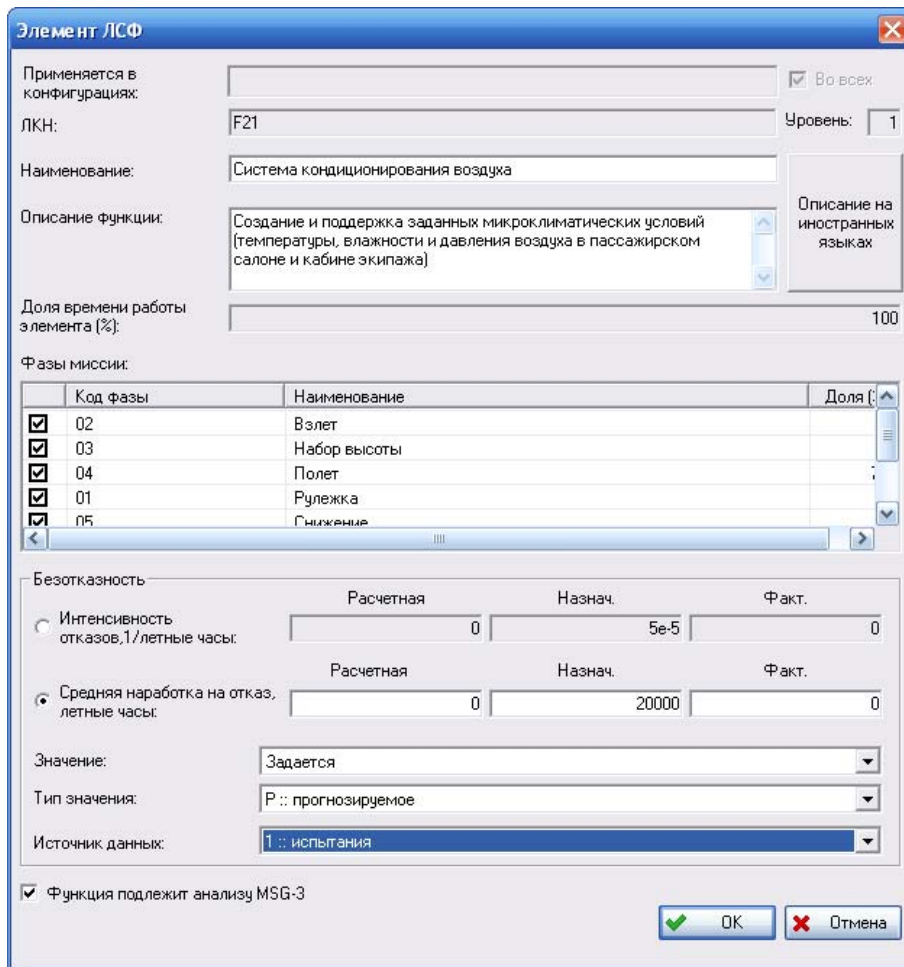 Элемент ЛСФ
Применяется в
конфигурациях:
Во всех
ЛКН:
F21
Уровень:
1
Наименование:
Система кондиционирования воздуха
Описание функции:
Создание и поддержка заданных микроклиматических условий
(температуры, влажности и давления воздуха в пассажирском
салоне и кабине экипажа)
Описание на
иностранных
языках
Доля времени работы
элемента (%):
100
Фазы миссии:
Код фазы Наименование Доля (
02 Взлет
03 Набор высоты
04 Полет
01 Рулежка
05 Снижение
Безотказность
Расчетная Назнач. Факт.
Интенсивность
отказов,1/летные часы:
0 5e-5 0
Расчетная Назнач. Факт.
Средняя наработка на отказ,
летные часы:
0 20000 0
Значение:
Задается
Тип значения:
P :: прогнозируемое
Источник данных:
1 :: испытания
Функция подлежит анализу MSG-3
OK
Отмена